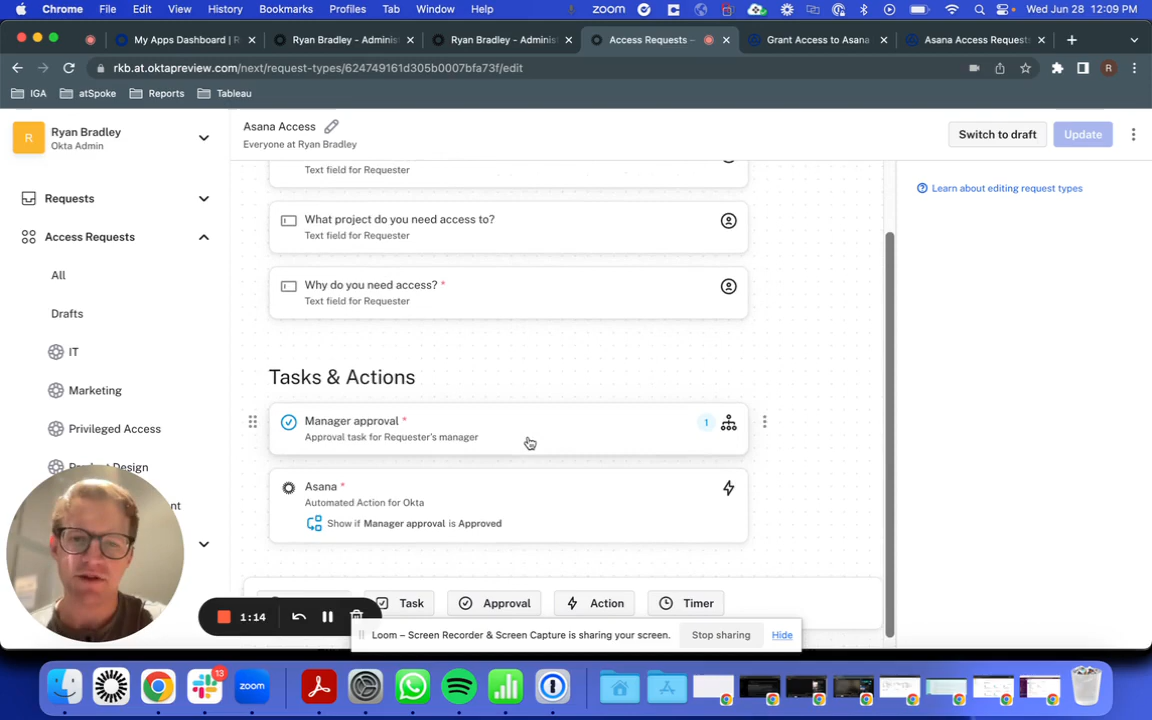 Chrome File Edit View History Bookmarks Profiles Tab Window Help zoom Wed Jun 28 12:09 PM
My Apps Dashboard | R Ryan Bradley - Adminis Ryan Bradley - Adminis Access Requests – Grant Access to Asana Asana Access Requests
rkb.at.oktapreview.com/next/request-types/624749161d305b0007bfa73f/edit
R
IGA atSpoke Reports Tableau
R
Ryan Bradley
Okta Admin
Asana Access
Everyone at Ryan Bradley
Switch to draft
Update
Requests
Access Requests
All
Drafts
IT
Marketing
Privileged Access
Text field for Requester
What project do you need access to?
Text field for Requester
Why do you need access? *
Text field for Requester
Tasks & Actions
Manager approval *
Approval task for Requester's manager
1
Asana *
Automated Action for Okta
Show if Manager approval is Approved
Task
Approval
Action
Timer
Learn about editing request types
1:14
Loom – Screen Recorder & Screen Capture is sharing your screen.
Stop sharing
Hide
13
zoom